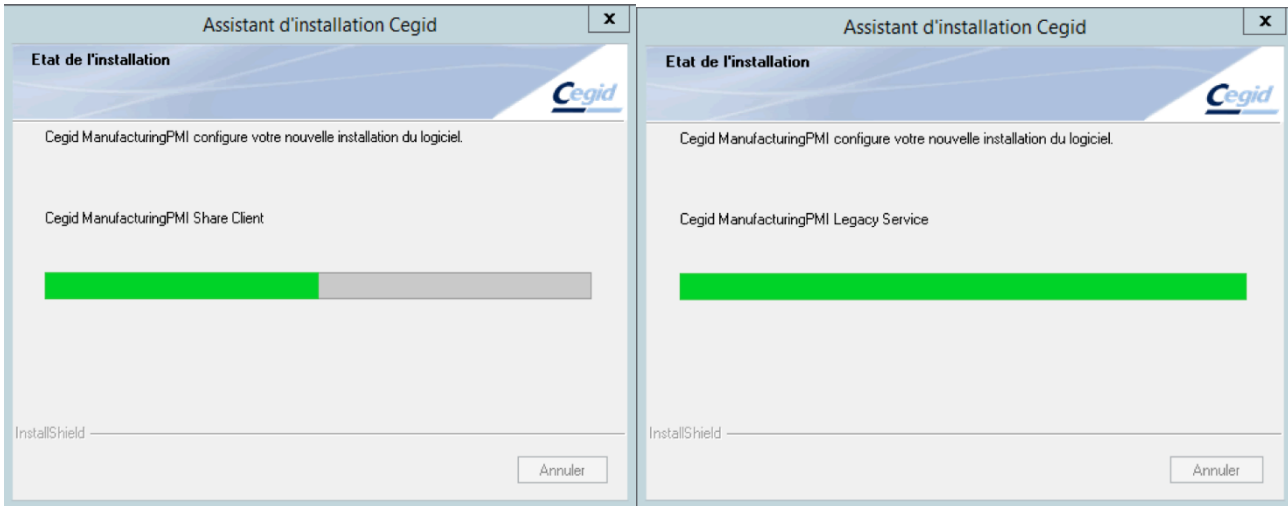 Assistant d'installation Cegid
x
Etat de l'installation
Cegid
Cegid ManufacturingPMI configure votre nouvelle installation du logiciel.
Cegid ManufacturingPMI Share Client
InstallShield
Annuler
Assistant d'installation Cegid
x
Etat de l'installation
Cegid
Cegid ManufacturingPMI configure votre nouvelle installation du logiciel.
Cegid ManufacturingPMI Legacy Service
InstallShield
Annuler